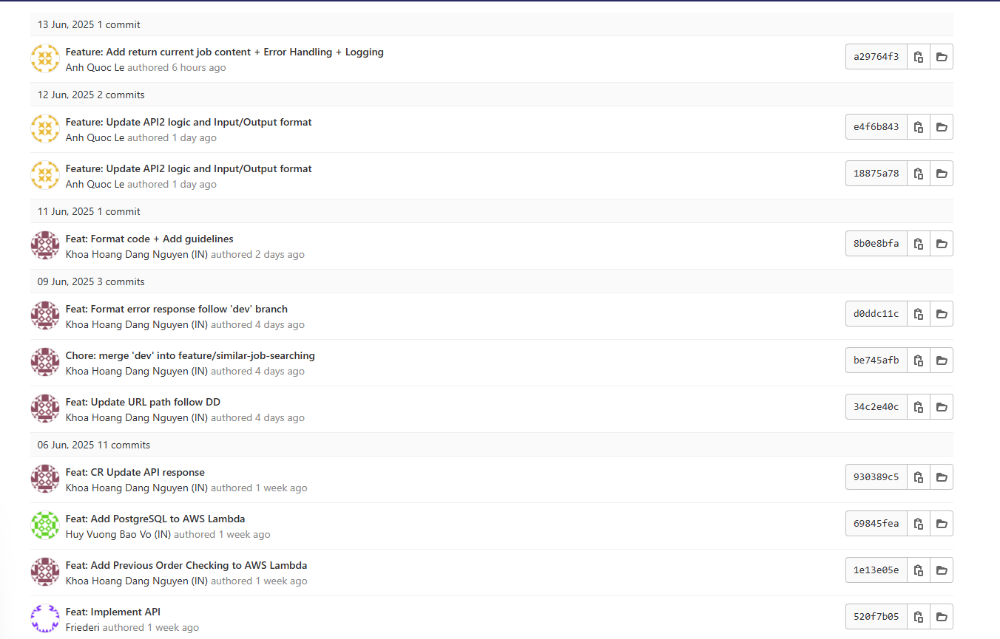 13 Jun, 2025 1 commit
Feature: Add return current job content + Error Handling + Logging
Anh Quoc Le authored 6 hours ago
a29764f3
12 Jun, 2025 2 commits
Feature: Update API2 logic and Input/Output format
Anh Quoc Le authored 1 day ago
e4f6b843
Feature: Update API2 logic and Input/Output format
Anh Quoc Le authored 1 day ago
18875a78
11 Jun, 2025 1 commit
Feat: Format code + Add guidelines
Khoa Hoang Dang Nguyen (IN) authored 2 days ago
8b0e8bfa
09 Jun, 2025 3 commits
Feat: Format error response follow 'dev' branch
Khoa Hoang Dang Nguyen (IN) authored 4 days ago
d0ddc11c
Chore: merge 'dev' into feature/similar-job-searching
Khoa Hoang Dang Nguyen (IN) authored 4 days ago
be745afb
Feat: Update URL path follow DD
Khoa Hoang Dang Nguyen (IN) authored 4 days ago
34c2e40c
06 Jun, 2025 11 commits
Feat: CR Update API response
Khoa Hoang Dang Nguyen (IN) authored 1 week ago
930389c5
Feat: Add PostgreSQL to AWS Lambda
Huy Vuong Bao Vo (IN) authored 1 week ago
69845fea
Feat: Add Previous Order Checking to AWS Lambda
Khoa Hoang Dang Nguyen (IN) authored 1 week ago
1e13e05e
Feat: Implement API
Friederi authored 1 week ago
520f7b05